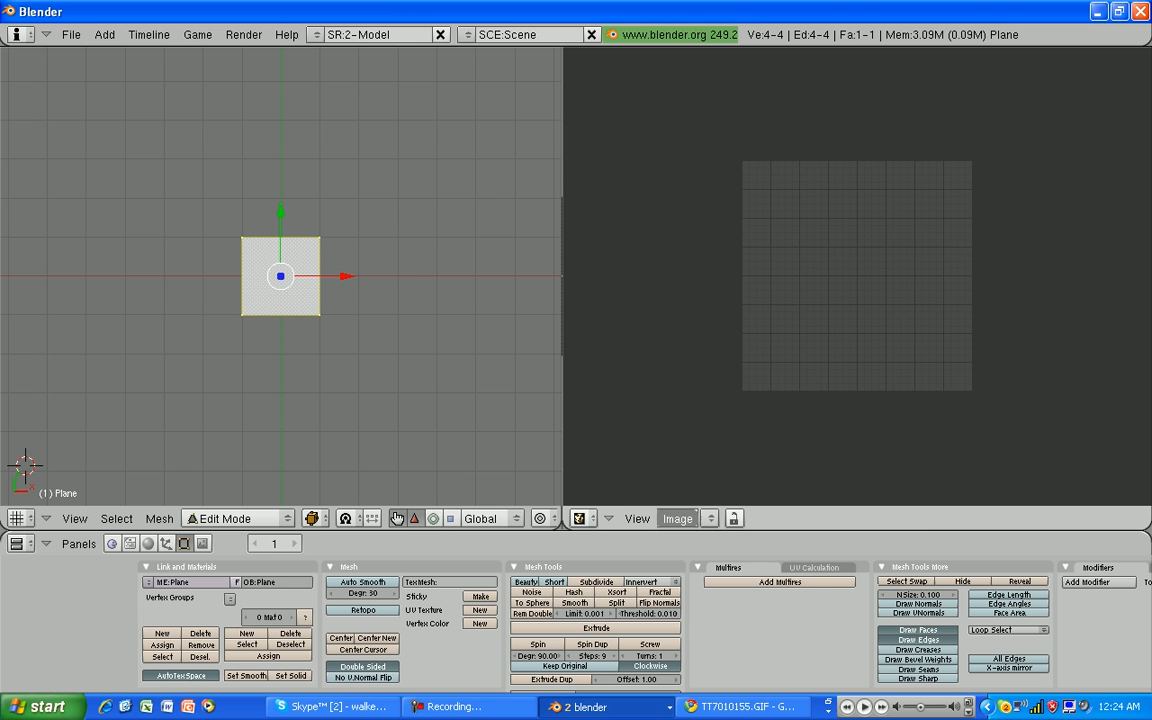 Blender
File Add Timeline Game Render Help SR:2-Model SCE:Scene www.blender.org 249.2 Ve:4-4 | Ed:4-4 | Fa:1-1 | Mem:3.09M (0.09M) Plane
(1) Plane
View Select Mesh Edit Mode Global View Image
Panels 1
Link and Materials Mesh Mesh Tools Multires UV Calculation Mesh Tools More Modifiers
ME:Plane F OB:Plane Auto Smooth TexMesh: Beauty Short Subdivide Innervert Add Multires Select Swap Hide Reveal Add Modifier To
Vertex Groups Degr: 30 Sticky Make Noise Hash Xsort Fractal NSize: 0.100 Edge Length
Retopo UV Texture New To Sphere Smooth Split Flip Normals Draw Normals Edge Angles
0 Mat 0 ? Vertex Color New Rem Double Limit: 0.001 Threshold: 0.010 Draw VNormals Face Area
New Delete New Delete Center Center New Extrude Draw Faces Loop Select
Assign Remove Select Deselect Center Cursor Spin Spin Dup Screw Draw Edges
Select Desel. Assign Degr: 90.00 Steps: 9 Turns: 1 Draw Creases
Double Sided Keep Original Clockwise Draw Bevel Weights All Edges
AutoTexSpace Set Smooth Set Solid No V.Normal Flip Extrude Dup Offset: 1.00 Draw Seams X-axis mirror
Draw Sharp
start Skype™ [2] - walke... Recording... 2 blender TT7010155.GIF - G... 12:24 AM